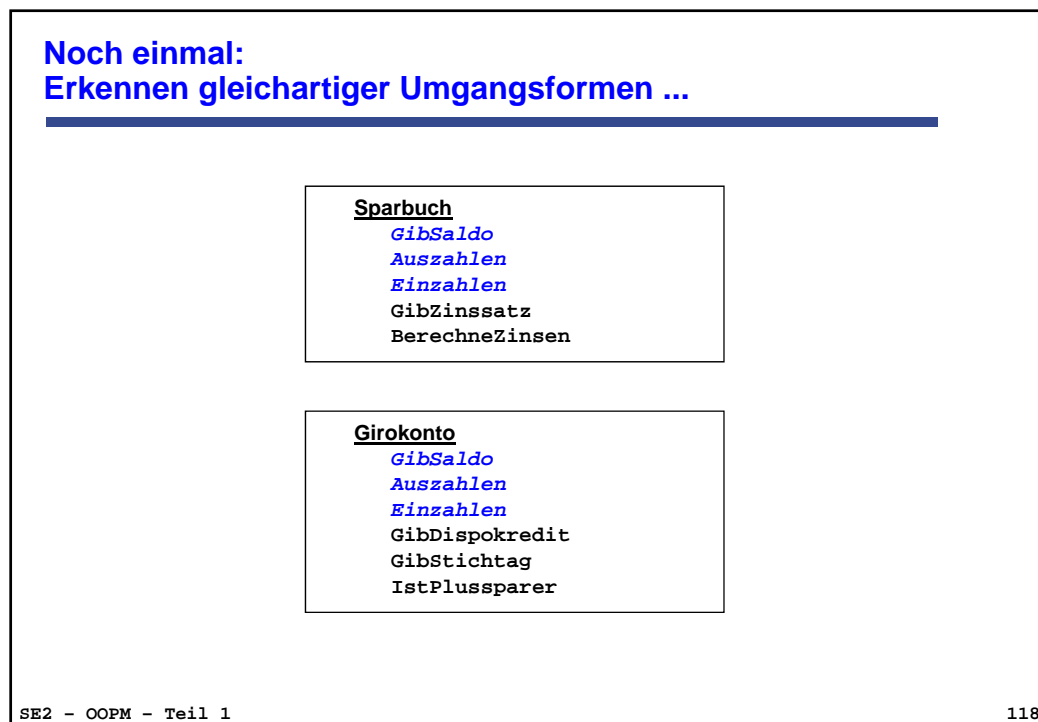 Noch einmal:
Erkennen gleichartiger Umgangsformen ...
Sparbuch
GibSaldo
Auszahlen
Einzahlen
GibZinssatz
BerechneZinsen
Girokonto
GibSaldo
Auszahlen
Einzahlen
GibDispokredit
GibStichtag
IstPlussparer
SE2 – OOPM – Teil 1 118